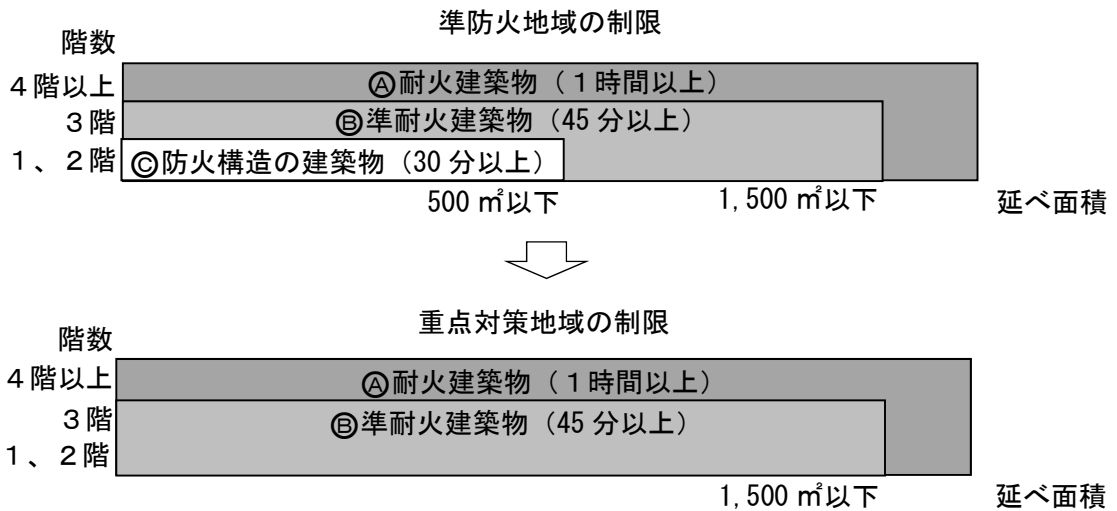 準防火地域の制限
階数
4階以上
Ⓐ耐火建築物(1時間以上)
3階
Ⓑ準耐火建築物(45分以上)
1、2階
Ⓒ防火構造の建築物(30分以上)
500㎡以下
1,500㎡以下
延べ面積
重点対策地域の制限
階数
4階以上
Ⓐ耐火建築物(1時間以上)
3階
Ⓑ準耐火建築物(45分以上)
1、2階
1,500㎡以下
延べ面積